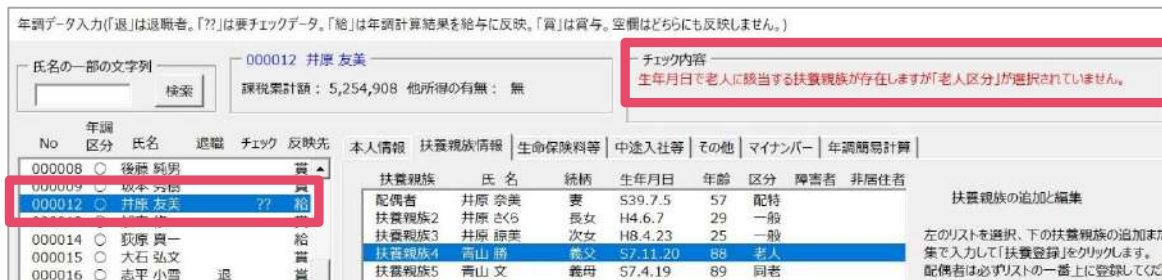 年調データ入力(「退」は退職者。「??」は要チェックデータ。「給」は年調計算結果を給与に反映。「賞」は賞与。空欄はどちらにも反映しません。)
氏名の一部の文字列
検索
000012 井原 友美
課税累計額： 5,254,908 他所得の有無： 無
チェック内容
生年月日で老人に該当する扶養親族が存在しますが「老人区分」が選択されていません。
No 年調区分 氏名 退職 チェック 反映先
000008 ○ 後藤 純男 賞
000009 ○ 坂本 賞
000012 ○ 井原 友美 ?? 給
000014 ○ 荻原 真一 給
000015 ○ 大石 弘文 賞
000016 ○ 志平 小雪 退 賞
本人情報 扶養親族情報 生命保険料等 中途入社等 その他 マイナンバー 年調簡易計算
扶養親族 氏 名 続柄 生年月日 年齢 区分 障害者 非居住者
配偶者 井原 奈美 妻 S39.7.5 57 配特
扶養親族2 井原 さくら 長女 H4.6.7 29 一般
扶養親族3 井原 諒美 次女 H8.4.23 25 一般
扶養親族4 青山 勝 義父 S7.11.20 88 老人
扶養親族5 青山 文 義母 S7.4.19 89 同老
扶養親族の追加と編集
左のリストを選択、下の扶養親族の追加また
集で入力して「扶養登録」をクリックします。
配偶者は必ずリストの一番上に登録してくだ